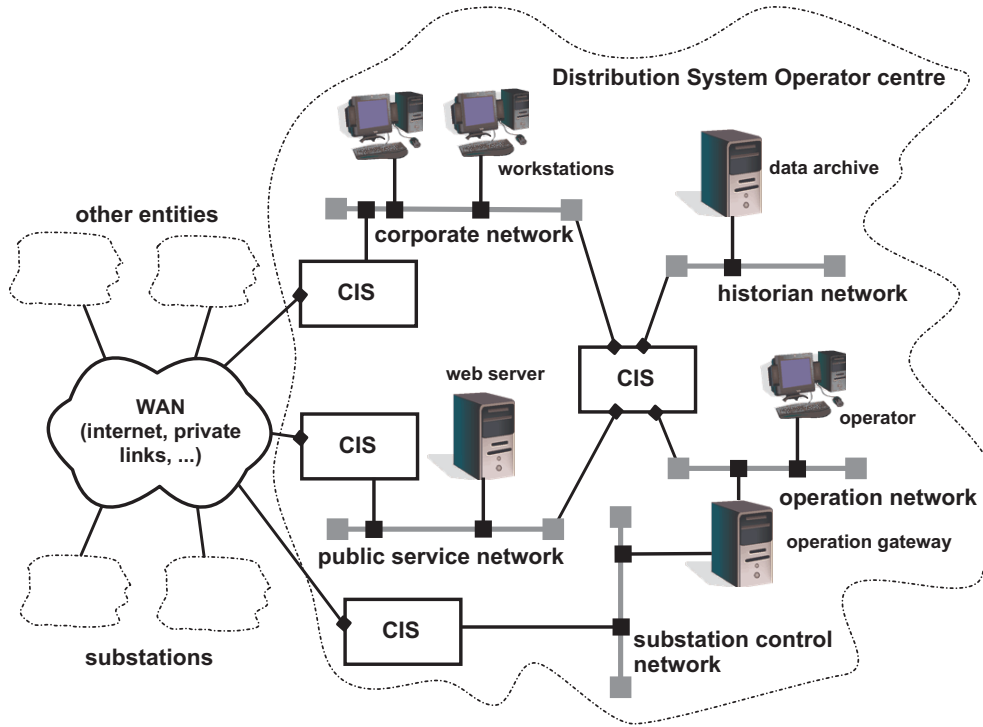 Distribution System Operator centre
workstations
data archive
other entities
corporate network
CIS
historian network
web server
CIS
operator
WAN
(internet, private
links, ...)
CIS
operation network
public service network
operation gateway
CIS
substation control
network
substations